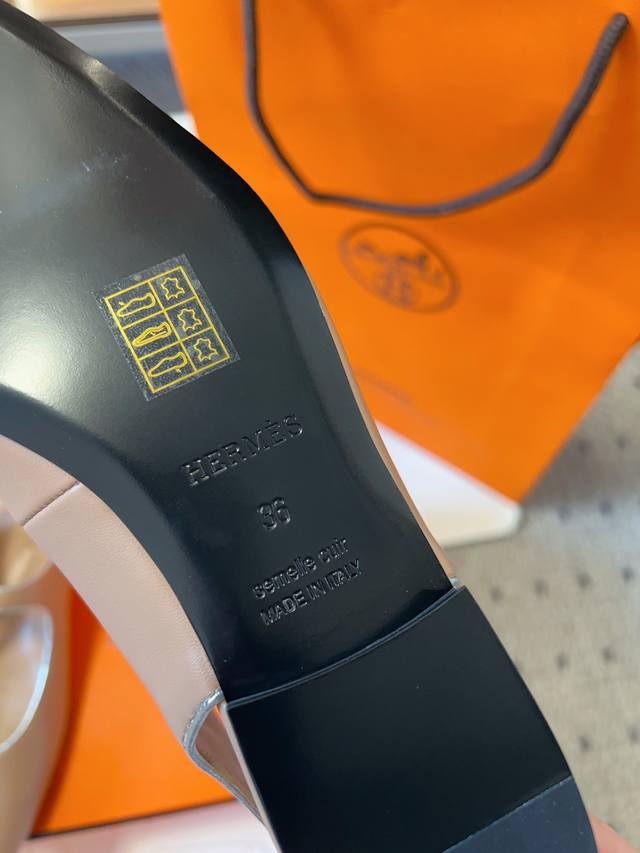 HERMÈS
36
semelle cuir
MADE IN ITALY